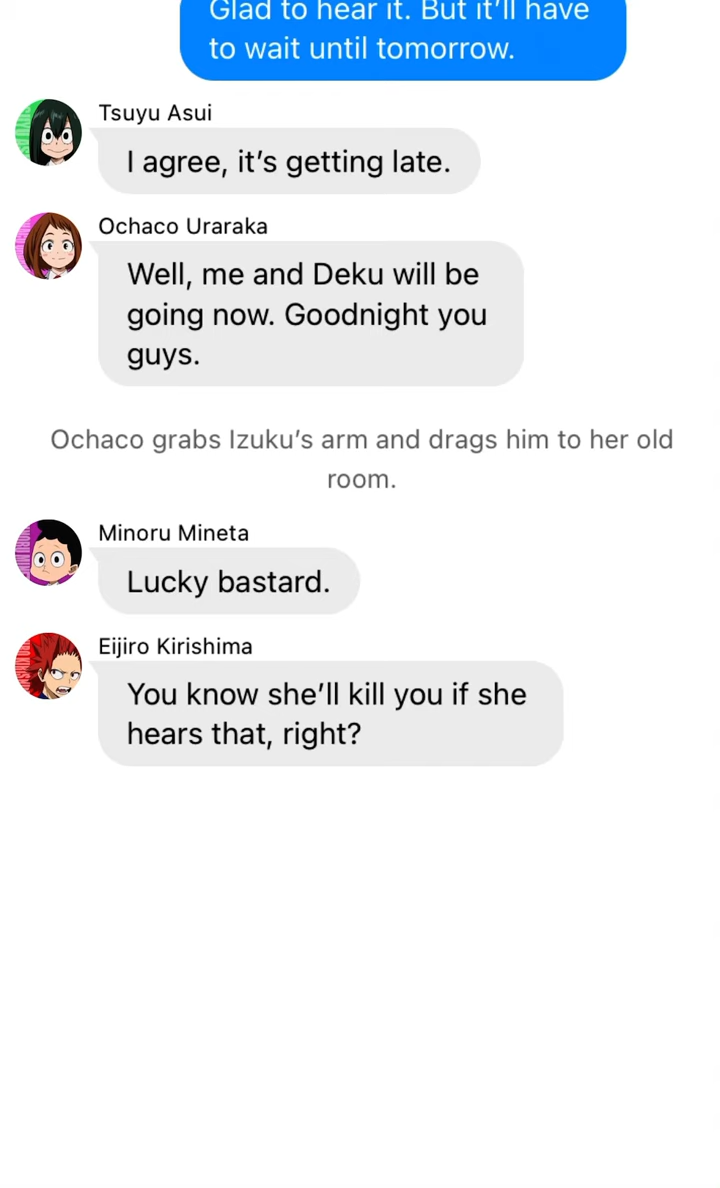 Glad to hear it. But it'll have
to wait until tomorrow.
Tsuyu Asui
I agree, it's getting late.
Ochaco Uraraka
Well, me and Deku will be
going now. Goodnight you
guys.
Ochaco grabs Izuku's arm and drags him to her old
room.
Minoru Mineta
Lucky bastard.
Eijiro Kirishima
You know she'll kill you if she
hears that, right?